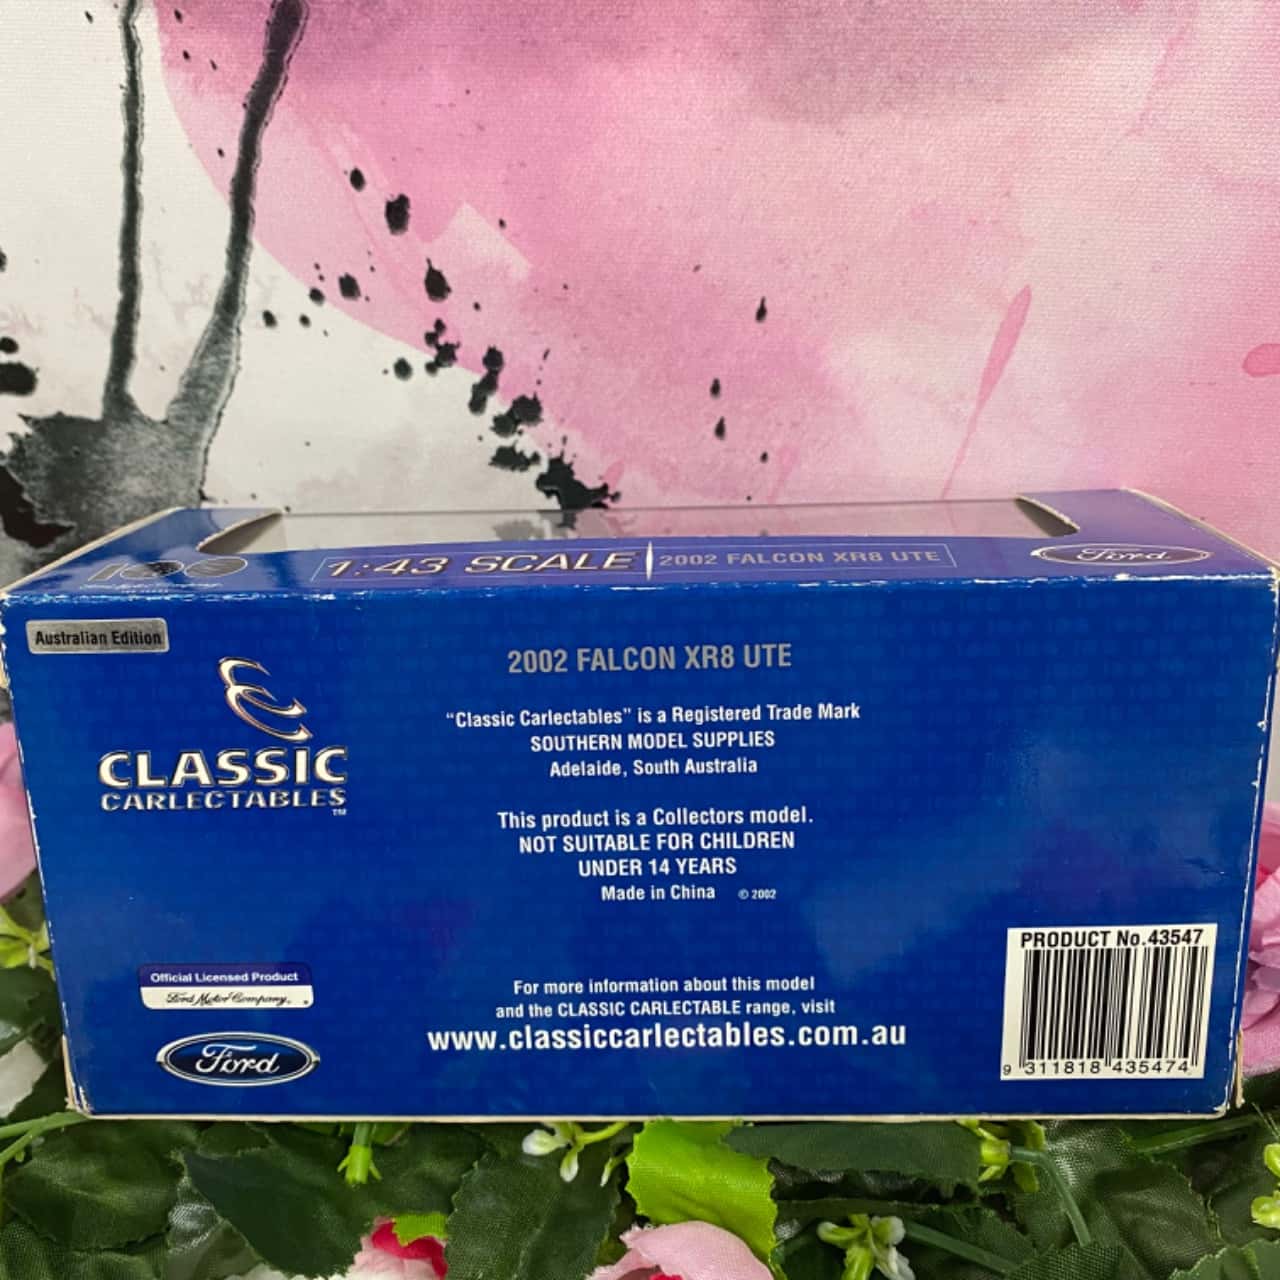 1:43 SCALE 2002 FALCON XR8 UTE
Ford
Australian Edition
CLASSIC
CARLECTABLES
TM
2002 FALCON XR8 UTE
"Classic Carlectables" is a Registered Trade Mark
SOUTHERN MODEL SUPPLIES
Adelaide, South Australia
This product is a Collectors model.
NOT SUITABLE FOR CHILDREN
UNDER 14 YEARS
Made in China © 2002
Official Licensed Product
Ford Motor Company®
Ford
For more information about this model
and the CLASSIC CARLECTABLE range, visit
www.classiccarlectables.com.au
PRODUCT No.43547
9 311818 435474